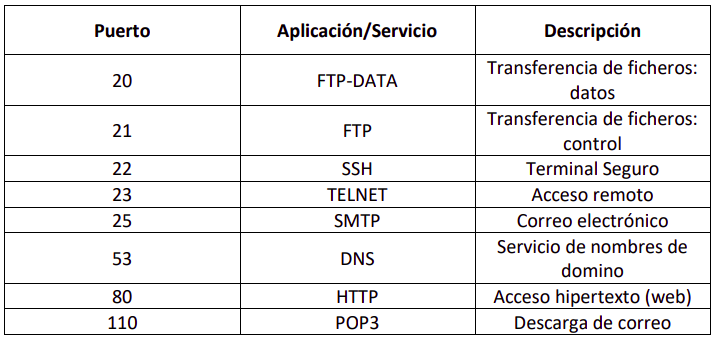 Puerto Aplicación/Servicio Descripción
20 FTP-DATA Transferencia de ficheros:
datos
21 FTP Transferencia de ficheros:
control
22 SSH Terminal Seguro
23 TELNET Acceso remoto
25 SMTP Correo electrónico
53 DNS Servicio de nombres de
domino
80 HTTP Acceso hipertexto (web)
110 POP3 Descarga de correo